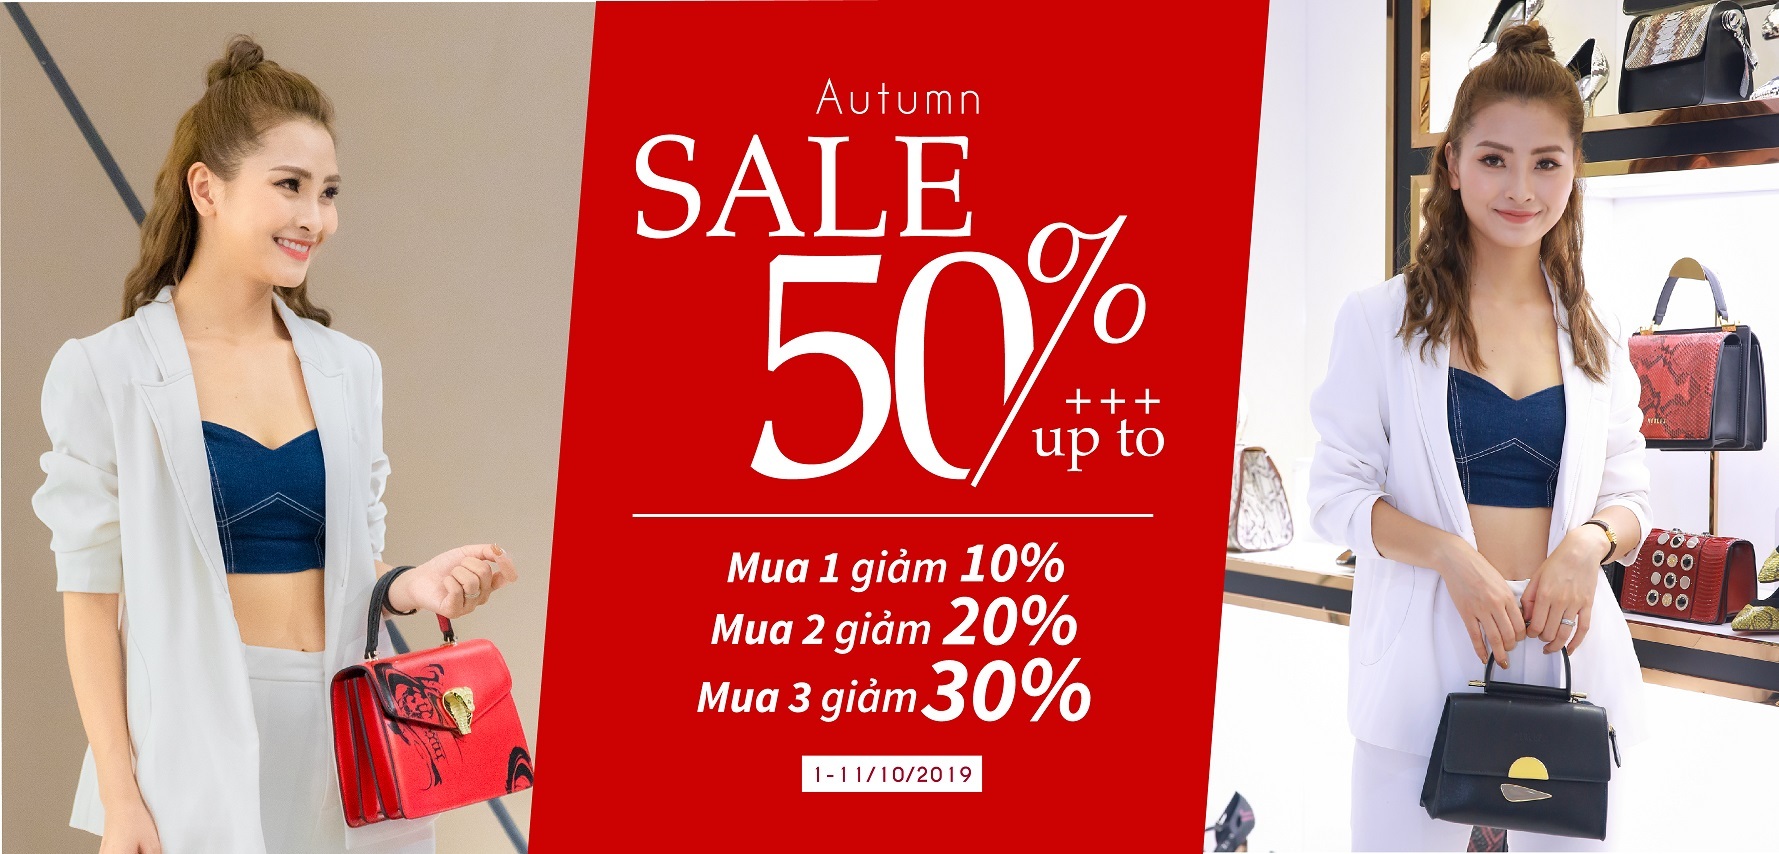 Autumn
SALE
50%
+++
up to
Mua 1 giảm 10%
Mua 2 giảm 20%
Mua 3 giảm 30%
1-11/10/2019